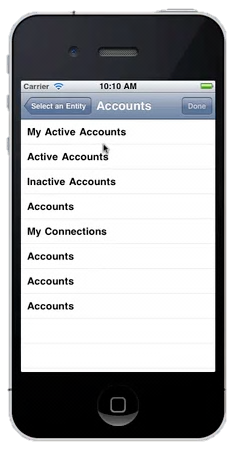 Carrier 10:10 AM
Select an Entity Accounts Done
My Active Accounts
Active Accounts
Inactive Accounts
Accounts
My Connections
Accounts
Accounts
Accounts